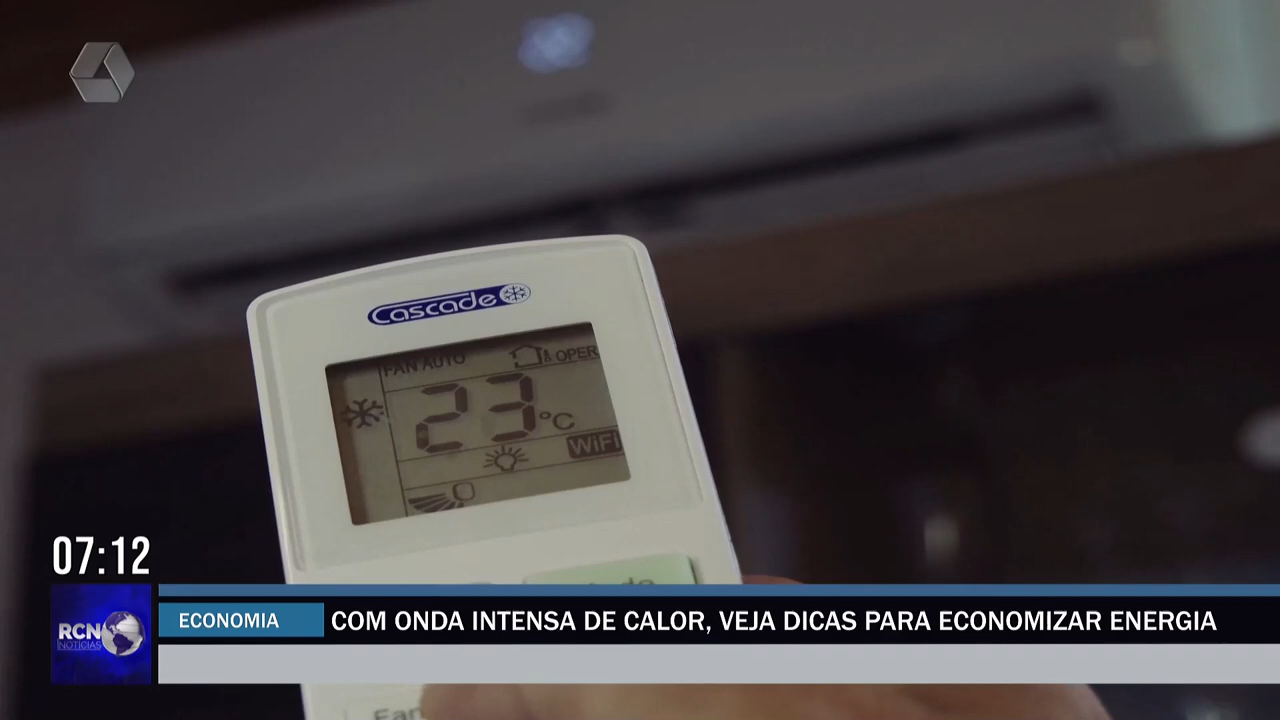 Cascade
FAN AUTO
OPER
23°C
WiFi
07:12
RCN
NOTÍCIAS
ECONOMIA
COM ONDA INTENSA DE CALOR, VEJA DICAS PARA ECONOMIZAR ENERGIA
Fan